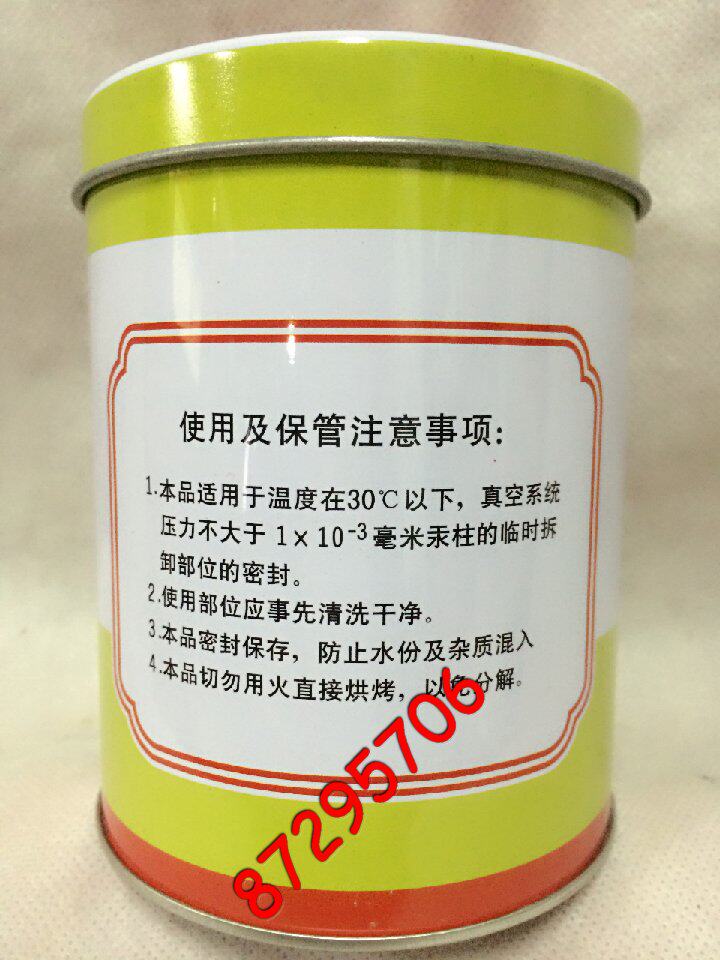 使用及保管注意事项:
1.本品适用于温度在30℃以下，真空系统
压力不大于 1×10⁻³毫米汞柱的临时拆
卸部位的密封。
2.使用部位应事先清洗干净。
3.本品密封保存，防止水份及杂质混入
4.本品切勿用火直接烘烤，以免分解。
87295706